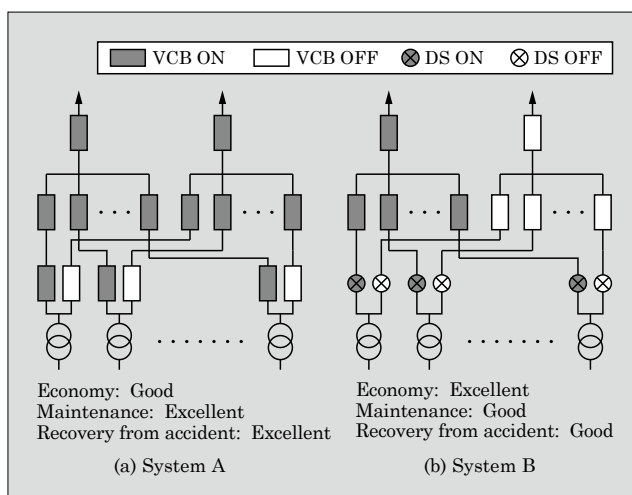 VCB ON VCB OFF DS ON DS OFF
Economy: Good
Maintenance: Excellent
Recovery from accident: Excellent
(a) System A
Economy: Excellent
Maintenance: Good
Recovery from accident: Good
(b) System B